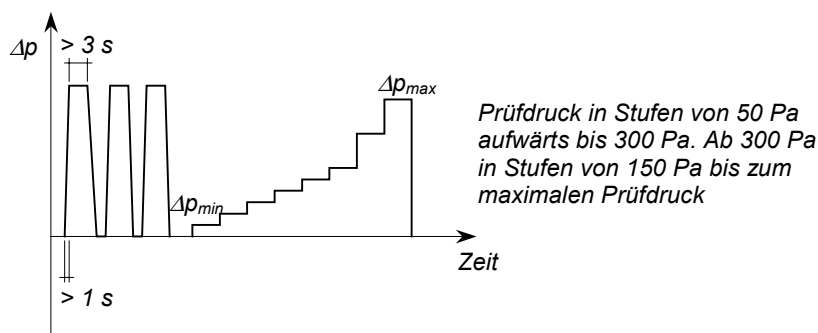 Δp
> 3 s
Δpmax
Prüfdruck in Stufen von 50 Pa
aufwärts bis 300 Pa. Ab 300 Pa
in Stufen von 150 Pa bis zum
maximalen Prüfdruck
Δpmin
Zeit
> 1 s